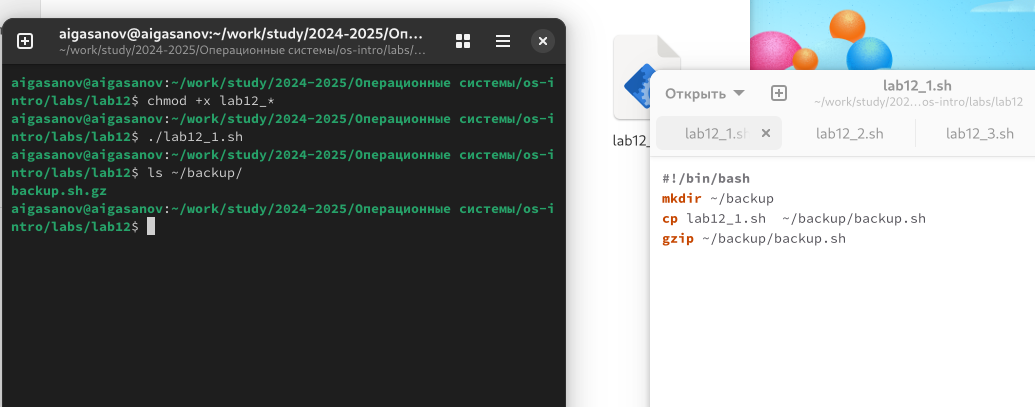 aigasanov@aigasanov:~/work/study/2024-2025/Оп...
~/work/study/2024-2025/Операционные системы/os-intro/labs/...
aigasanov@aigasanov:~/work/study/2024-2025/Операционные системы/os-i
ntro/labs/lab12$ chmod +x lab12_*
aigasanov@aigasanov:~/work/study/2024-2025/Операционные системы/os-i
ntro/labs/lab12$ ./lab12_1.sh
aigasanov@aigasanov:~/work/study/2024-2025/Операционные системы/os-i
ntro/labs/lab12$ ls ~/backup/
backup.sh.gz
aigasanov@aigasanov:~/work/study/2024-2025/Операционные системы/os-i
ntro/labs/lab12$
lab12_
Открыть
lab12_1.sh
~/work/study/202...os-intro/labs/lab12
lab12_1.sh
lab12_2.sh
lab12_3.sh
#!/bin/bash
mkdir ~/backup
cp lab12_1.sh  ~/backup/backup.sh
gzip ~/backup/backup.sh